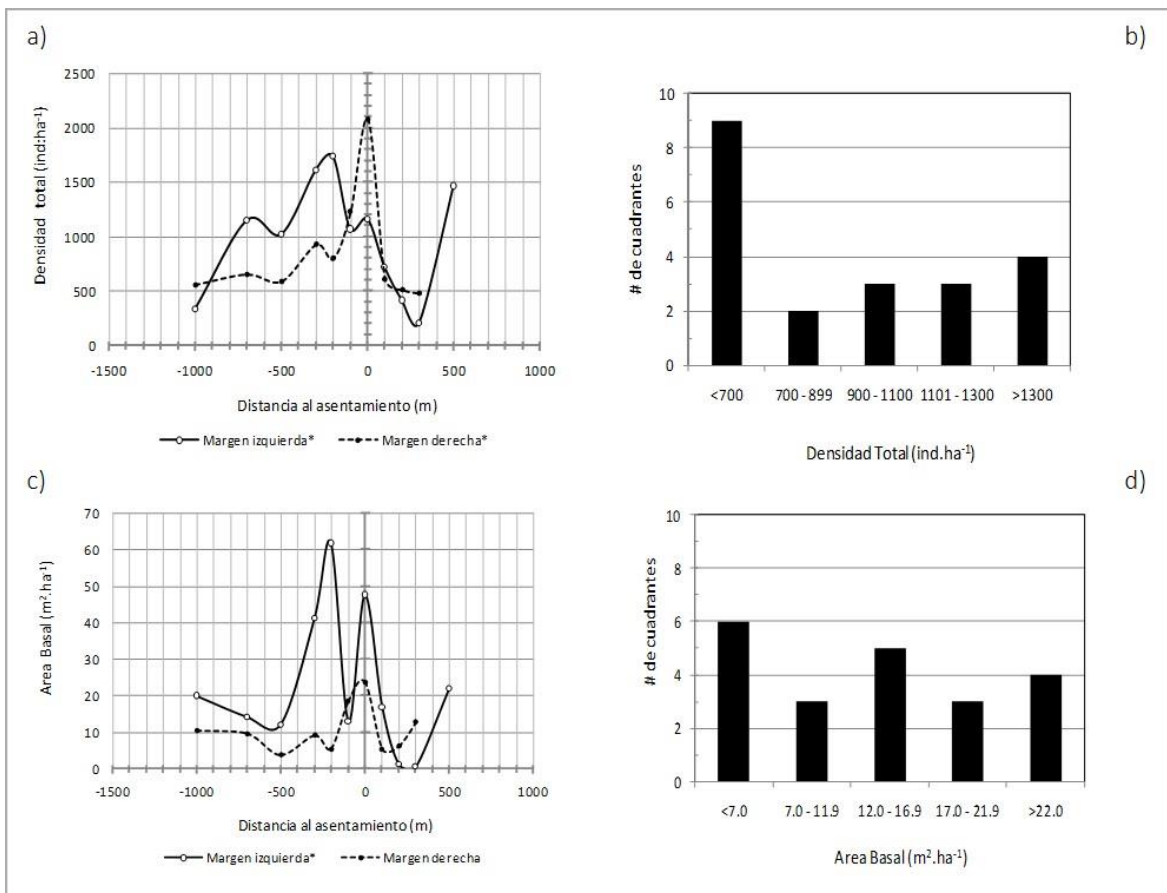 a)
Densidad total (ind:ha⁻¹)
2500
2000
1500
1000
500
0
-1500 -1000 -500 0 500 1000
Distancia al asentamiento (m)
Margen izquierda* Margen derecha*
b)
# de cuadrantes
10
8
6
4
2
0
<700 700 - 899 900 - 1100 1101 - 1300 >1300
Densidad Total (ind.ha⁻¹)
c)
Area Basal (m².ha⁻¹)
70
60
50
40
30
20
10
0
-1500 -1000 -500 0 500 1000
Distancia al asentamiento (m)
Margen izquierda* Margen derecha
d)
# de cuadrantes
10
8
6
4
2
0
<7.0 7.0 - 11.9 12.0 - 16.9 17.0 - 21.9 >22.0
Area Basal (m².ha⁻¹)